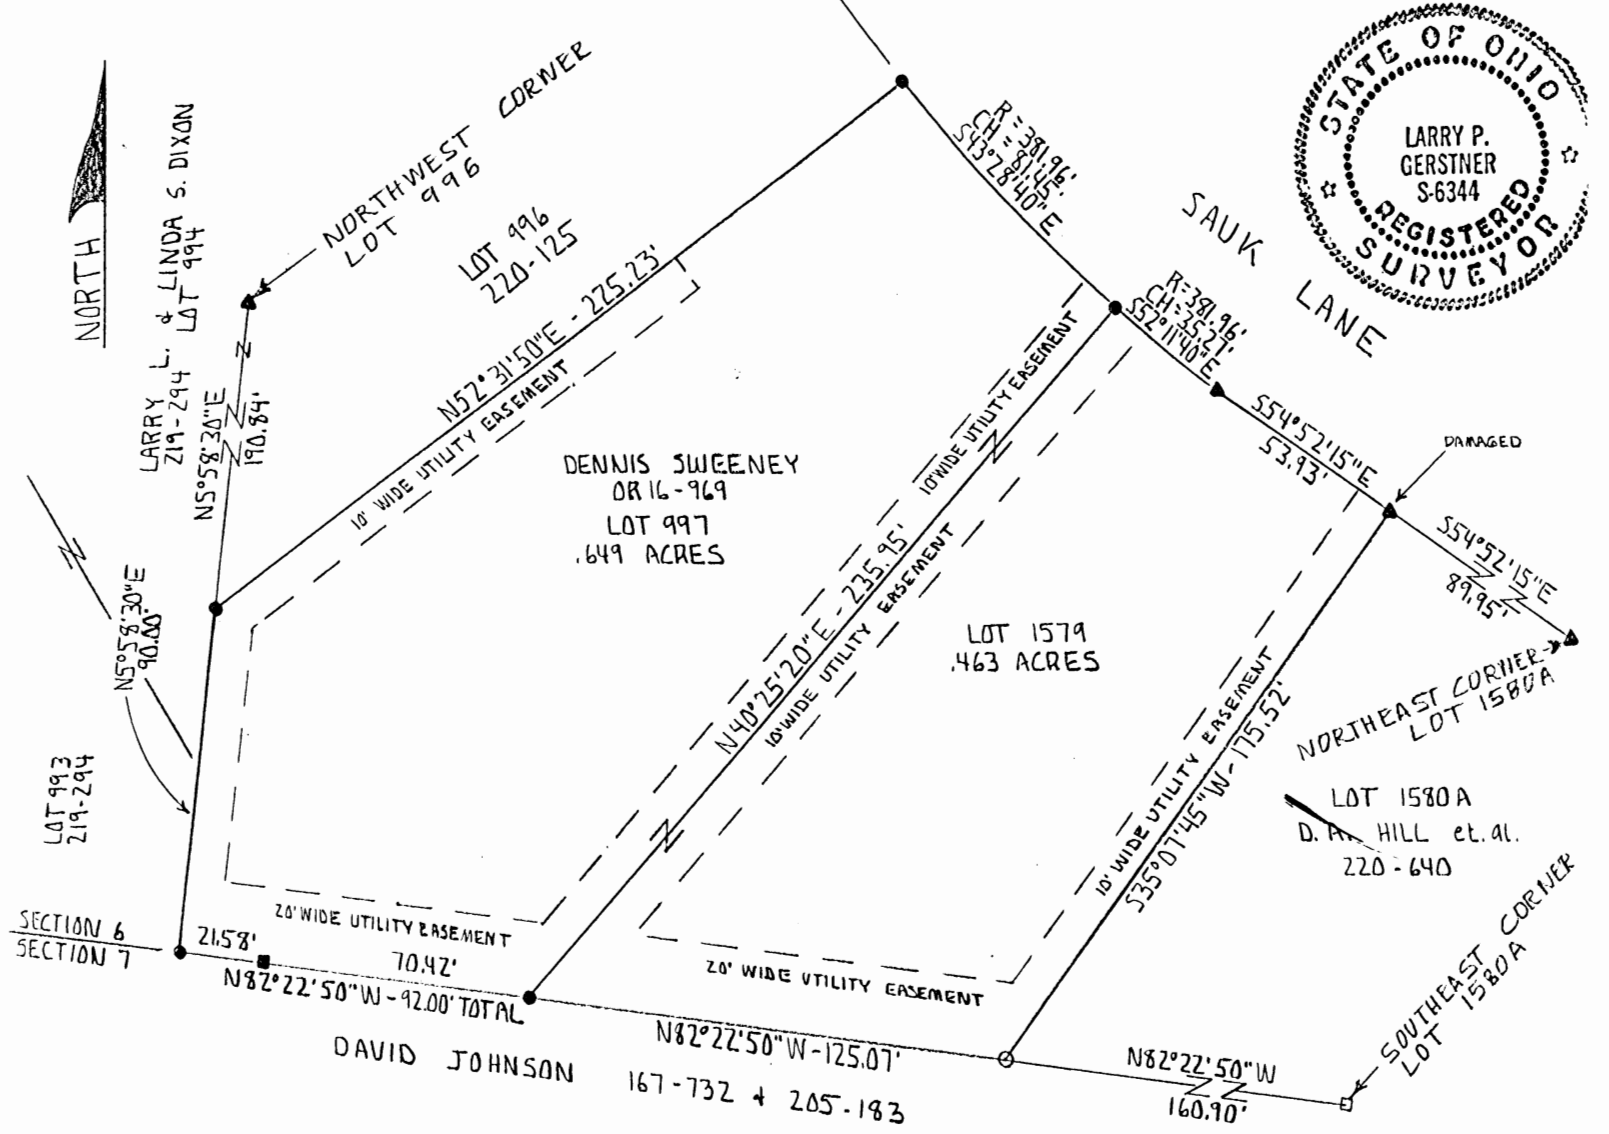 NORTH
LARRY L. & LINDA S. DIXON
219-294 LOT 994
NORTHWEST CORNER
LOT 996
LOT 996
220-125
N5°58'30"E
190.84'
N52°31'50"E - 225.23'
10' WIDE UTILITY EASEMENT
R=381.96'
CH=81.45'
S43°28'40"E
SAUK LANE
STATE OF OHIO
LARRY P.
GERSTNER
S-6344
REGISTERED
SURVEYOR
R=381.96'
CH=35.27'
S52°11'40"E
S54°52'15"E
53.93'
DAMAGED
S54°52'15"E
89.95'
NORTHEAST CORNER
LOT 1580A
DENNIS SWEENEY
OR 16-969
LOT 997
.649 ACRES
10' WIDE UTILITY EASEMENT
N40°25'20"E - 235.95'
10' WIDE UTILITY EASEMENT
LOT 1579
.463 ACRES
10' WIDE UTILITY EASEMENT
S35°07'45"W - 175.52'
LOT 1580A
D. HILL et.al.
220-640
SOUTHEAST CORNER
LOT 1580A
N5°58'30"E
90.00'
LOT 993
219-294
SECTION 6
SECTION 7
21.58'
20' WIDE UTILITY EASEMENT
70.42'
N82°22'50"W - 92.00' TOTAL
20' WIDE UTILITY EASEMENT
N82°22'50"W - 125.07'
N82°22'50"W
160.90'
DAVID JOHNSON 167-732 & 205-183